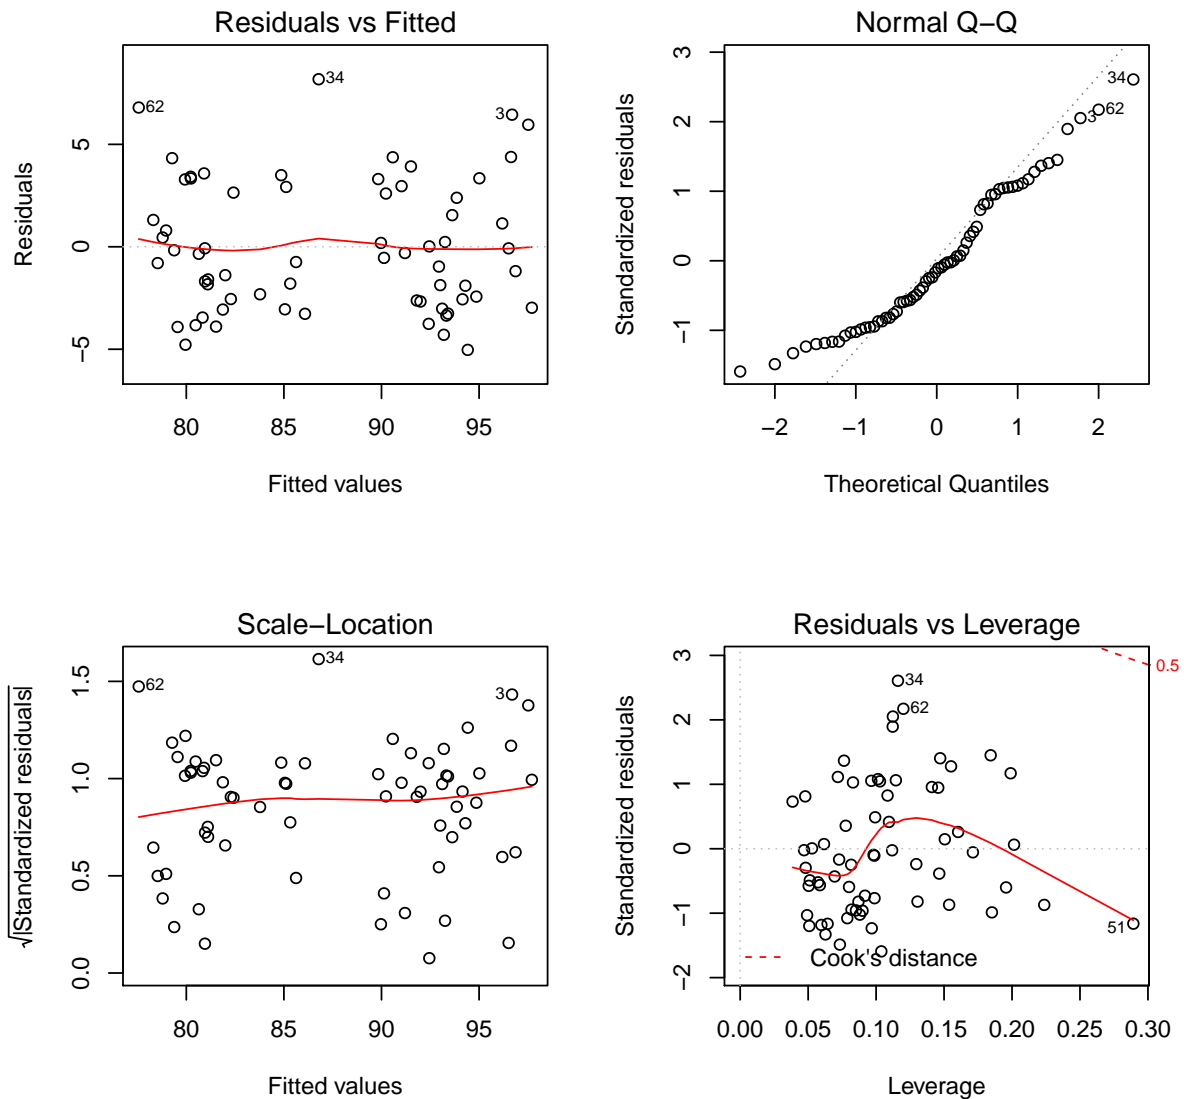 Residuals vs Fitted
Residuals
5
0
−5
34
62
3
80 85 90 95
Fitted values
Normal Q−Q
Standardized residuals
3
2
1
0
−1
34
62
3
−2 −1 0 1 2
Theoretical Quantiles
Scale−Location
√|Standardized residuals|
1.5
1.0
0.5
0.0
34
62
3
80 85 90 95
Fitted values
Residuals vs Leverage
Standardized residuals
3
2
1
0
−1
−2
0.5
34
62
51
Cook's distance
0.00 0.05 0.10 0.15 0.20 0.25 0.30
Leverage